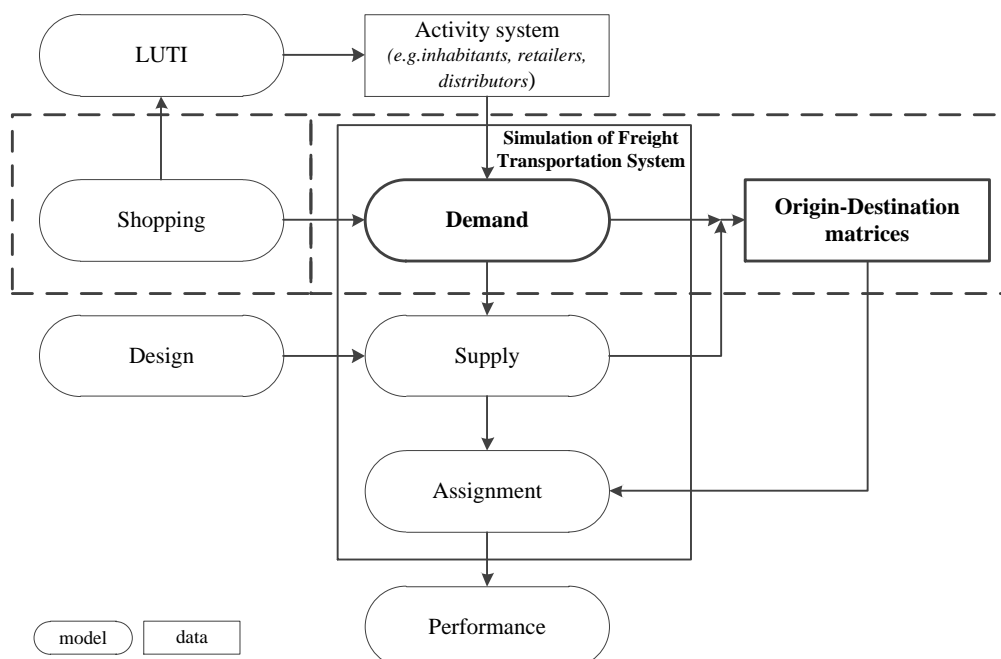 LUTI
Activity system
(e.g.inhabitants, retailers,
distributors)
Simulation of Freight
Transportation System
Shopping
Demand
Origin-Destination
matrices
Design
Supply
Assignment
Performance
model
data